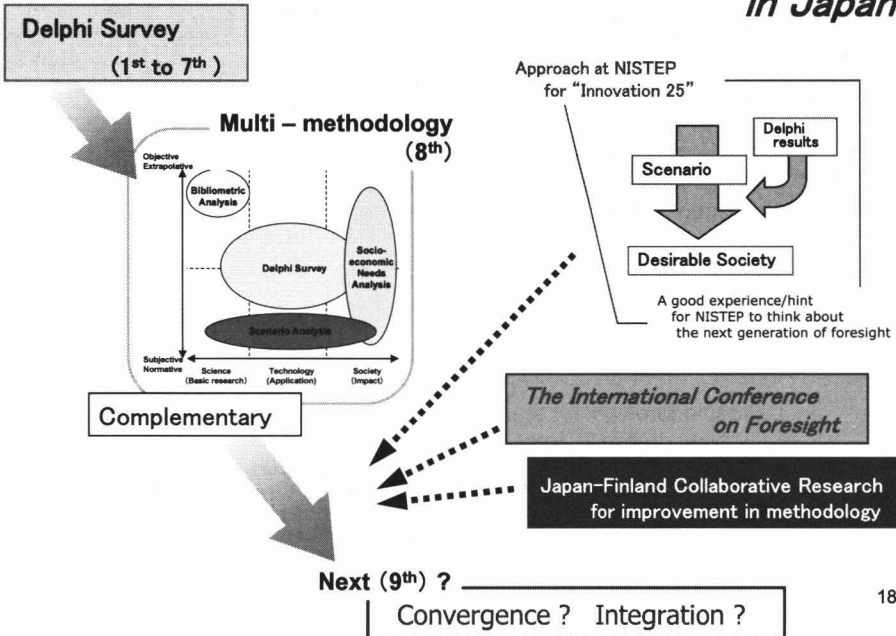 in Japan
Delphi Survey
(1st to 7th )
Multi – methodology
(8th)
Objective
Extrapolative
Bibliometric
Analysis
Delphi Survey
Socio-
economic
Needs
Analysis
Scenario Analysis
Subjective
Normative
Science
(Basic research)
Technology
(Application)
Society
(Impact)
Complementary
Approach at NISTEP
for “Innovation 25”
Delphi
results
Scenario
Desirable Society
A good experience/hint
for NISTEP to think about
the next generation of foresight
The International Conference
on Foresight
Japan-Finland Collaborative Research
for improvement in methodology
Next (9th) ?
Convergence ? Integration ?
18